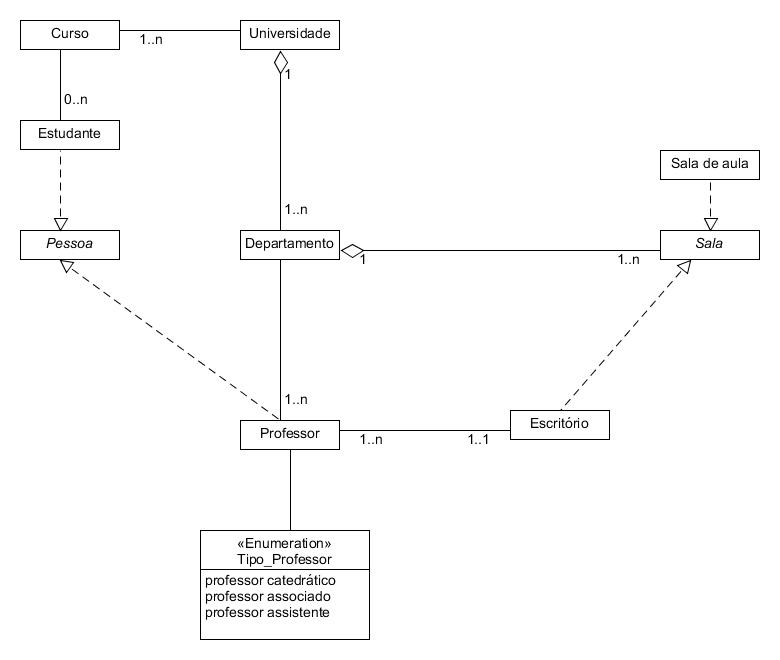 Curso
Universidade
1..n
1
0..n
Estudante
Sala de aula
1..n
Pessoa
Departamento
Sala
1
1..n
1..n
Professor
Escritório
1..n
1..1
«Enumeration»
Tipo_Professor
professor catedrático
professor associado
professor assistente